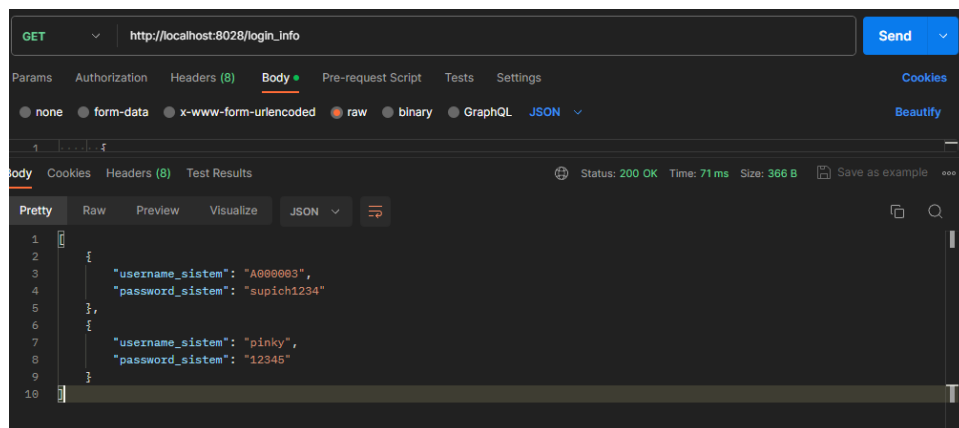 GET http://localhost:8028/login_info Send
Params Authorization Headers (8) Body Pre-request Script Tests Settings Cookies
none form-data x-www-form-urlencoded raw binary GraphQL JSON Beautify
1 {
Body Cookies Headers (8) Test Results Status: 200 OK Time: 71 ms Size: 366 B Save as example
Pretty Raw Preview Visualize JSON
1 [
2 {
3 "username_sistem": "A000003",
4 "password_sistem": "supich1234"
5 },
6 {
7 "username_sistem": "pinky",
8 "password_sistem": "12345"
9 }
10 ]